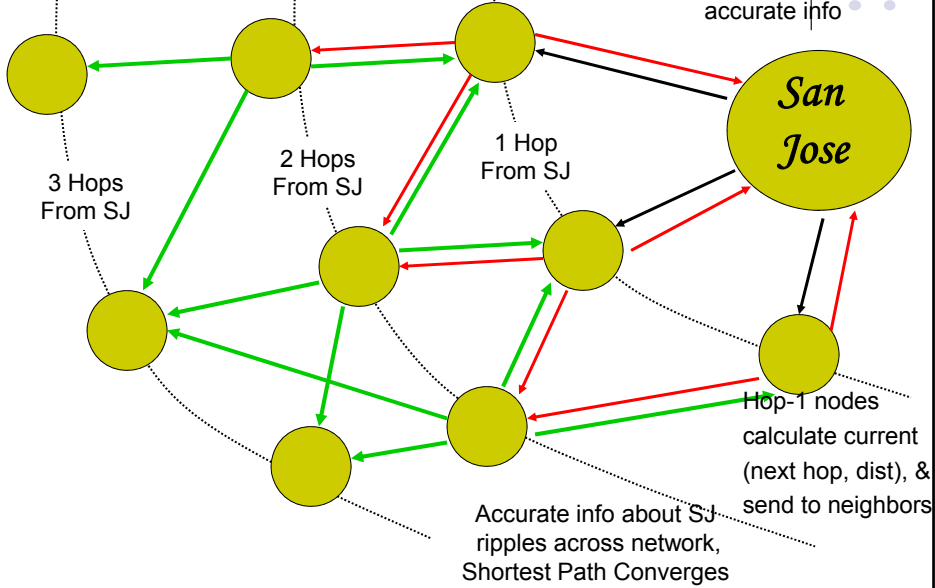 accurate info
San
Jose
1 Hop
From SJ
2 Hops
From SJ
3 Hops
From SJ
Hop-1 nodes
calculate current
(next hop, dist), &
send to neighbors
Accurate info about SJ
ripples across network,
Shortest Path Converges